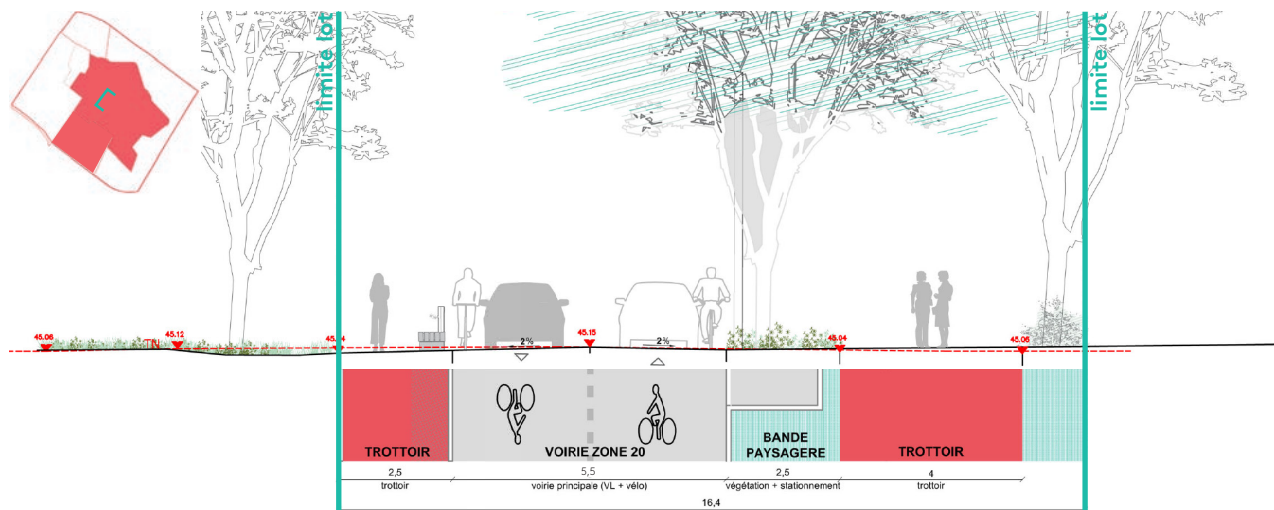 limite lot
limite lot
45.06
45.12
45.15
45.04
45.06
2%
2%
TN
TROTTOIR
VOIRIE ZONE 20
BANDE
PAYSAGERE
TROTTOIR
2,5
5,5
2,5
4
trottoir
voirie principale (VL + vélo)
végétation + stationnement
trottoir
16,4